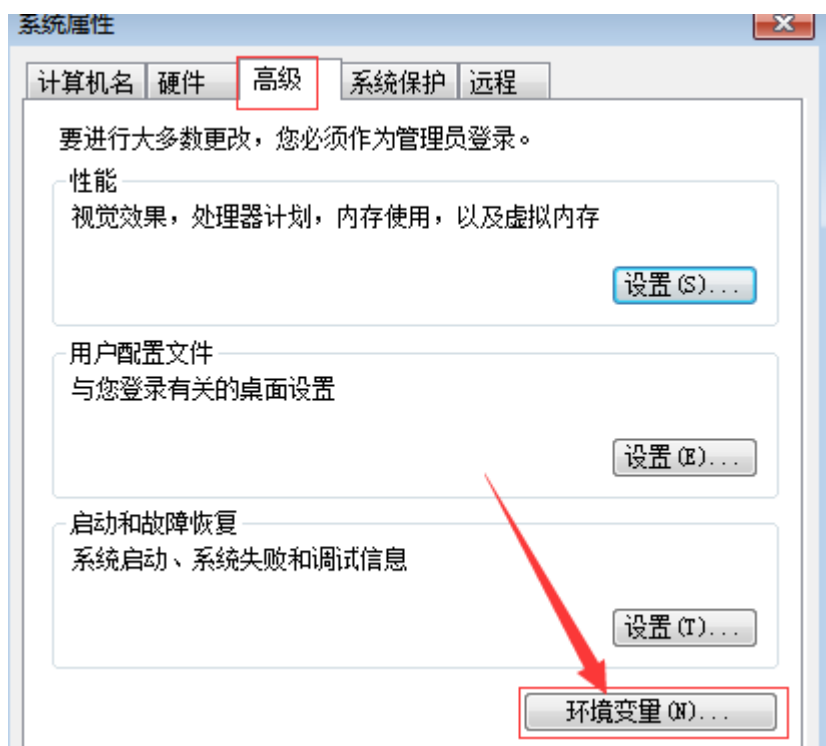 系统属性
计算机名 硬件 高级 系统保护 远程
要进行大多数更改，您必须作为管理员登录。
性能
视觉效果，处理器计划，内存使用，以及虚拟内存
设置(S)...
用户配置文件
与您登录有关的桌面设置
设置(E)...
启动和故障恢复
系统启动、系统失败和调试信息
设置(T)...
环境变量(N)...